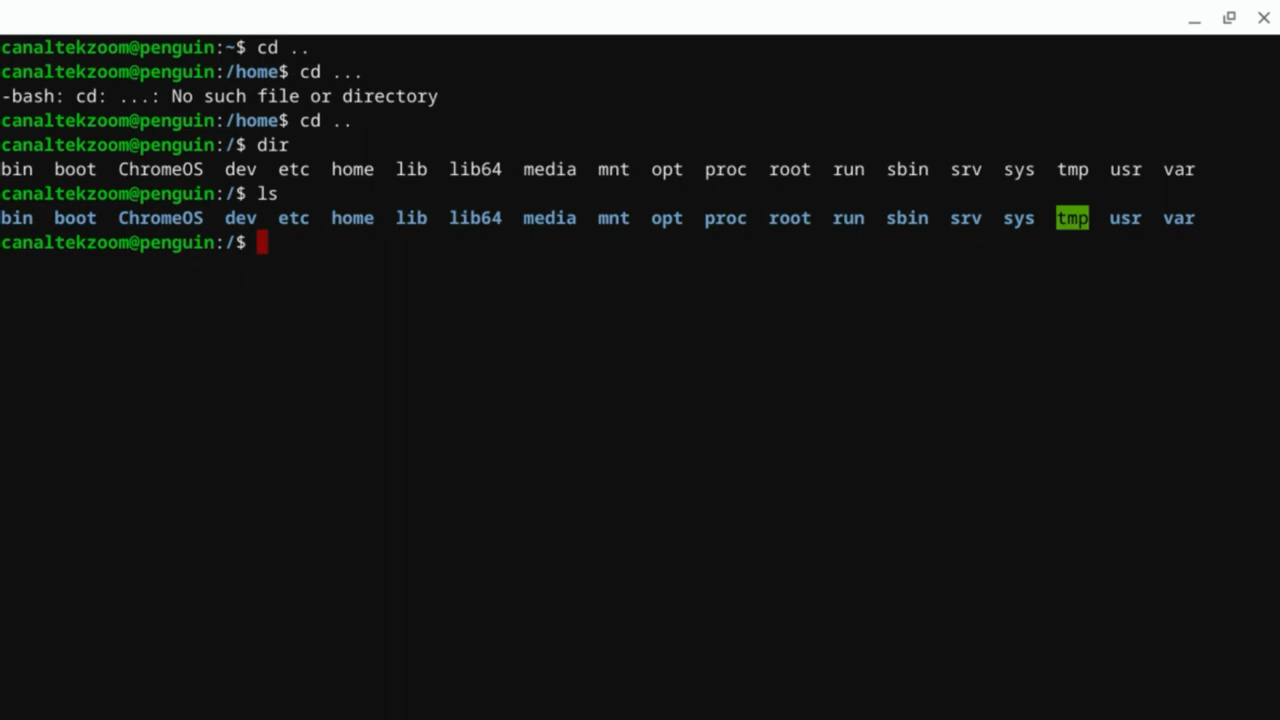 canaltekzoom@penguin:~$ cd ..
canaltekzoom@penguin:/home$ cd ...
-bash: cd: ...: No such file or directory
canaltekzoom@penguin:/home$ cd ..
canaltekzoom@penguin:/$ dir
bin  boot  ChromeOS  dev  etc  home  lib  lib64  media  mnt  opt  proc  root  run  sbin  srv  sys  tmp  usr  var
canaltekzoom@penguin:/$ ls
bin  boot  ChromeOS  dev  etc  home  lib  lib64  media  mnt  opt  proc  root  run  sbin  srv  sys  tmp  usr  var
canaltekzoom@penguin:/$